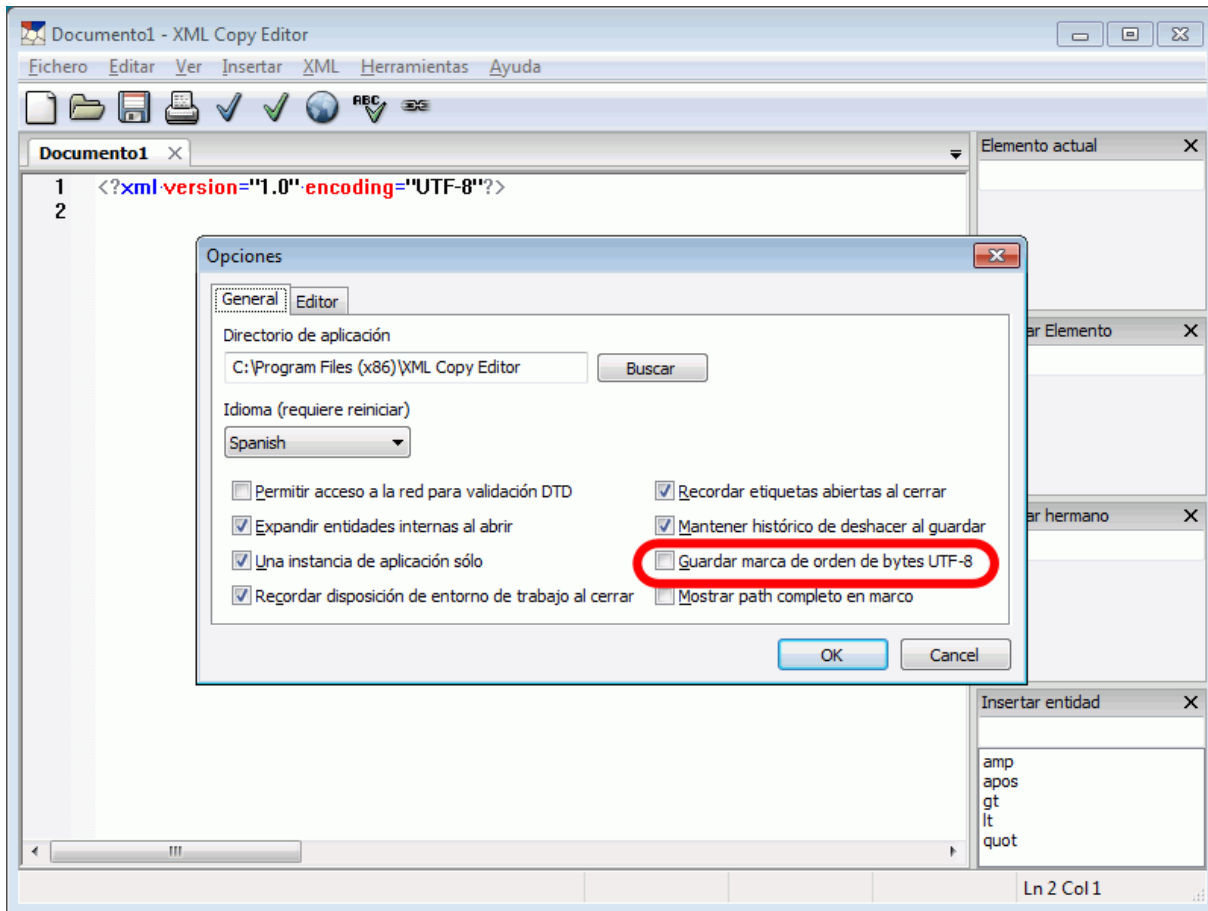 Documento1 - XML Copy Editor
Fichero Editar Ver Insertar XML Herramientas Ayuda
ABC
Documento1
Elemento actual
1 <?xml version="1.0" encoding="UTF-8"?>
2
Opciones
General Editor
Directorio de aplicación
C:\Program Files (x86)\XML Copy Editor Buscar
Idioma (requiere reiniciar)
Spanish
Permitir acceso a la red para validación DTD
Recordar etiquetas abiertas al cerrar
Expandir entidades internas al abrir
Mantener histórico de deshacer al guardar
Una instancia de aplicación sólo
Guardar marca de orden de bytes UTF-8
Recordar disposición de entorno de trabajo al cerrar
Mostrar path completo en marco
OK Cancel
ar Elemento
ar hermano
Insertar entidad
amp
apos
gt
lt
quot
Ln 2 Col 1